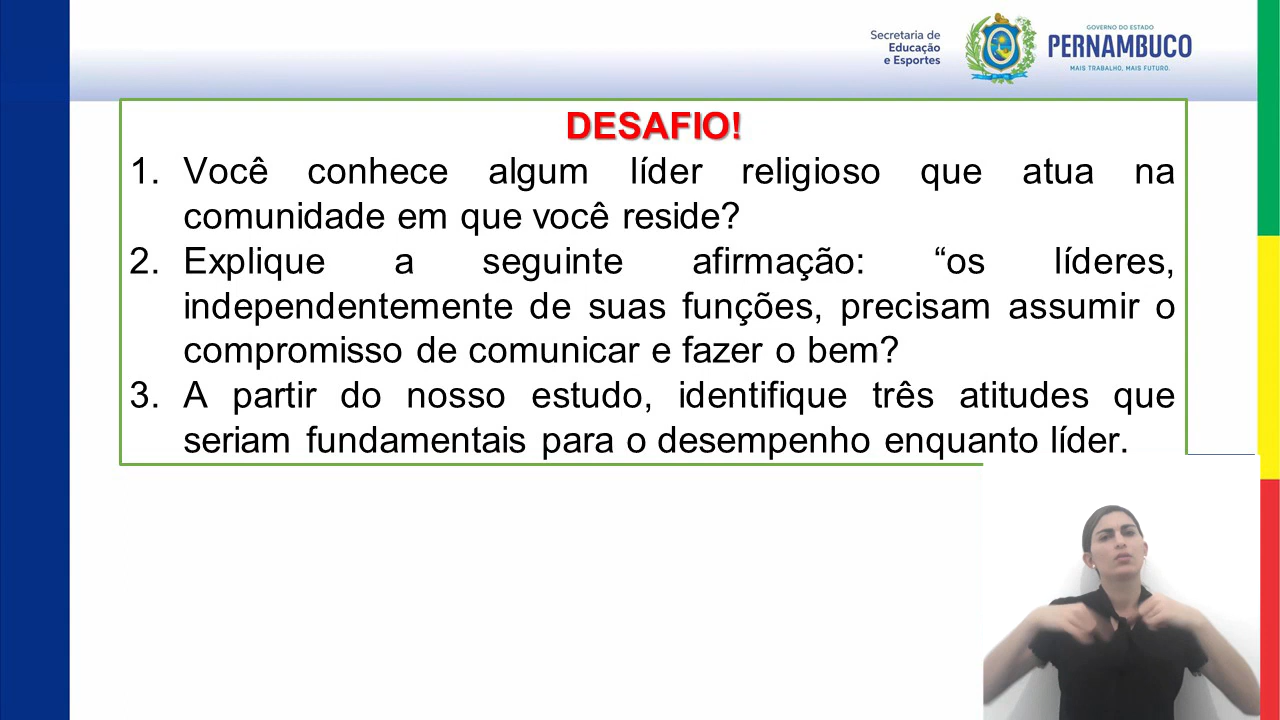 Secretaria de
Educação
e Esportes
GOVERNO DO ESTADO
PERNAMBUCO
MAIS TRABALHO, MAIS FUTURO.
DESAFIO!
1. Você conhece algum líder religioso que atua na
comunidade em que você reside?
2. Explique a seguinte afirmação: “os líderes,
independentemente de suas funções, precisam assumir o
compromisso de comunicar e fazer o bem?
3. A partir do nosso estudo, identifique três atitudes que
seriam fundamentais para o desempenho enquanto líder.